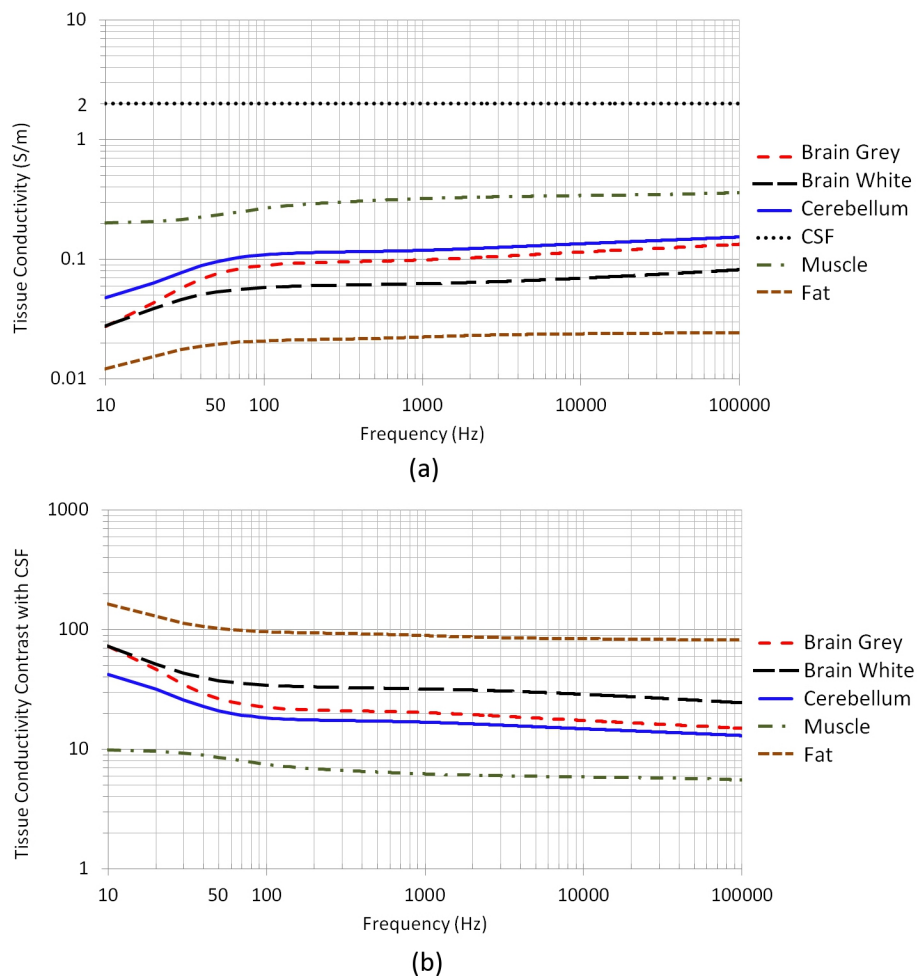 10
2
1
0.1
0.01
Tissue Conductivity (S/m)
10 50 100 1000 10000 100000
Frequency (Hz)
Brain Grey
Brain White
Cerebellum
CSF
Muscle
Fat
(a)
1000
100
10
1
Tissue Conductivity Contrast with CSF
10 50 100 1000 10000 100000
Frequency (Hz)
Brain Grey
Brain White
Cerebellum
Muscle
Fat
(b)